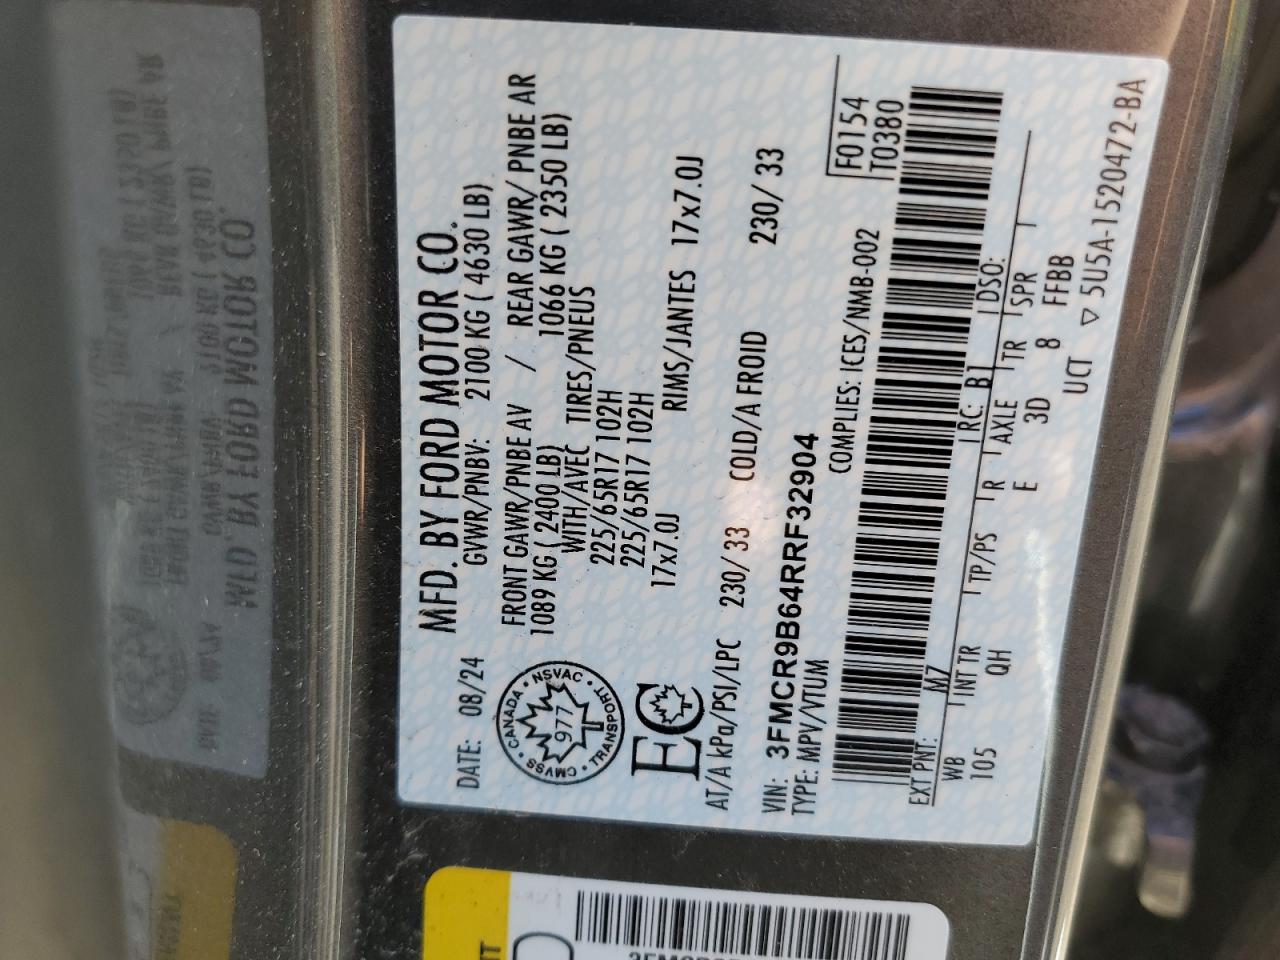 MFD. BY FORD MOTOR CO.
DATE: 08/24 GVWR/PNBV: 2100 KG ( 4630 LB)
FRONT GAWR/PNBE AV / REAR GAWR/ PNBE AR
1089 KG ( 2400 LB) 1066 KG ( 2350 LB)
WITH/AVEC TIRES/PNEUS
225/65R17 102H
225/65R17 102H
17x7.0J RIMS/JANTES 17x7.0J
CANADA • NSVAC • TRANSPORT • CMVSS •
977
EC
AT/A kPa/PSI/LPC 230/ 33 COLD/A FROID 230/ 33
VIN: 3FMCR9B64RRF32904
TYPE: MPV/VTUM
COMPLIES: ICES/NMB-002
F0154
T0380
EXT PNT: M7 RC: B1 DSO:
WB INT TR TP/PS R AXLE TR SPR
105 QH E 3D 8 FFBB
UCT ▽ 5U5A-1520472-BA